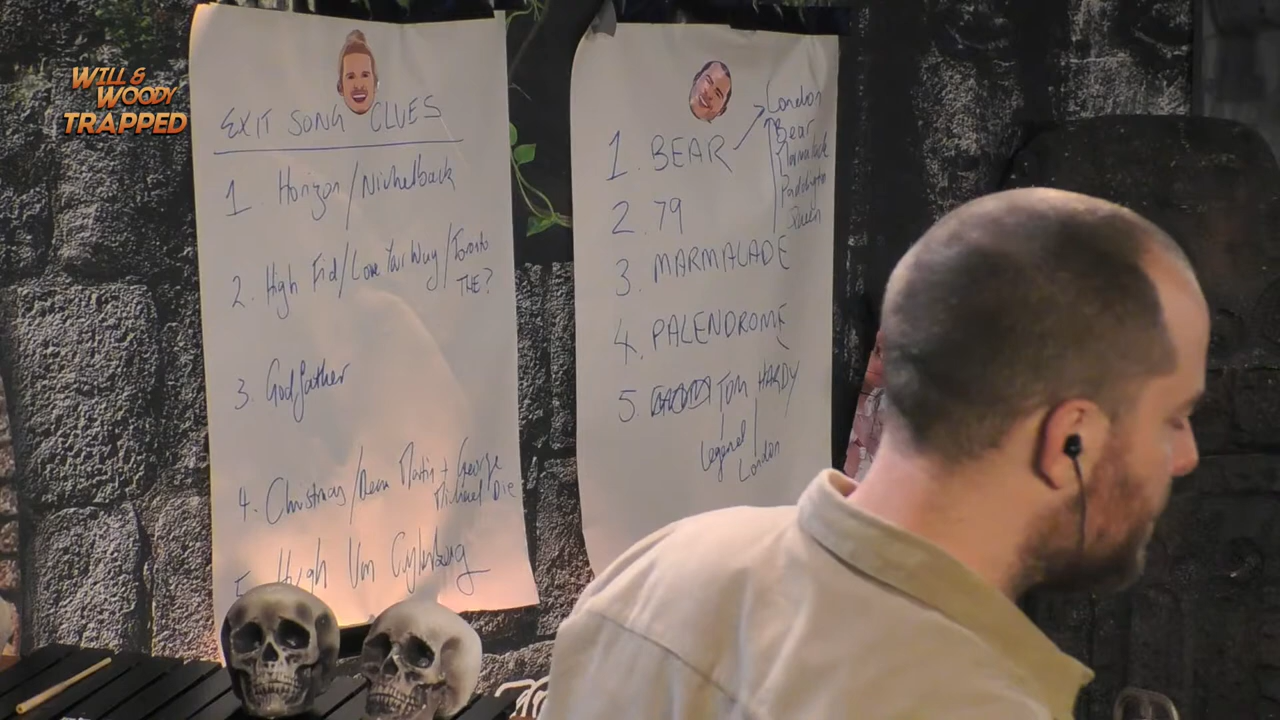 WILL &
WOODY
TRAPPED
EXIT SONG CLUES
1. Horizon/Nickelback
2. High Fid/Love Your Way/Toronto
THE?
3. Godfather
4. Christmas/Dean Martin + George
Michael Die
Hugh Van
1. BEAR
London
Bear
Marmalade
Paddington
Queen
2. 79
3. MARMALADE
4. PALENDROME
5. TOM HARDY
Legend
London